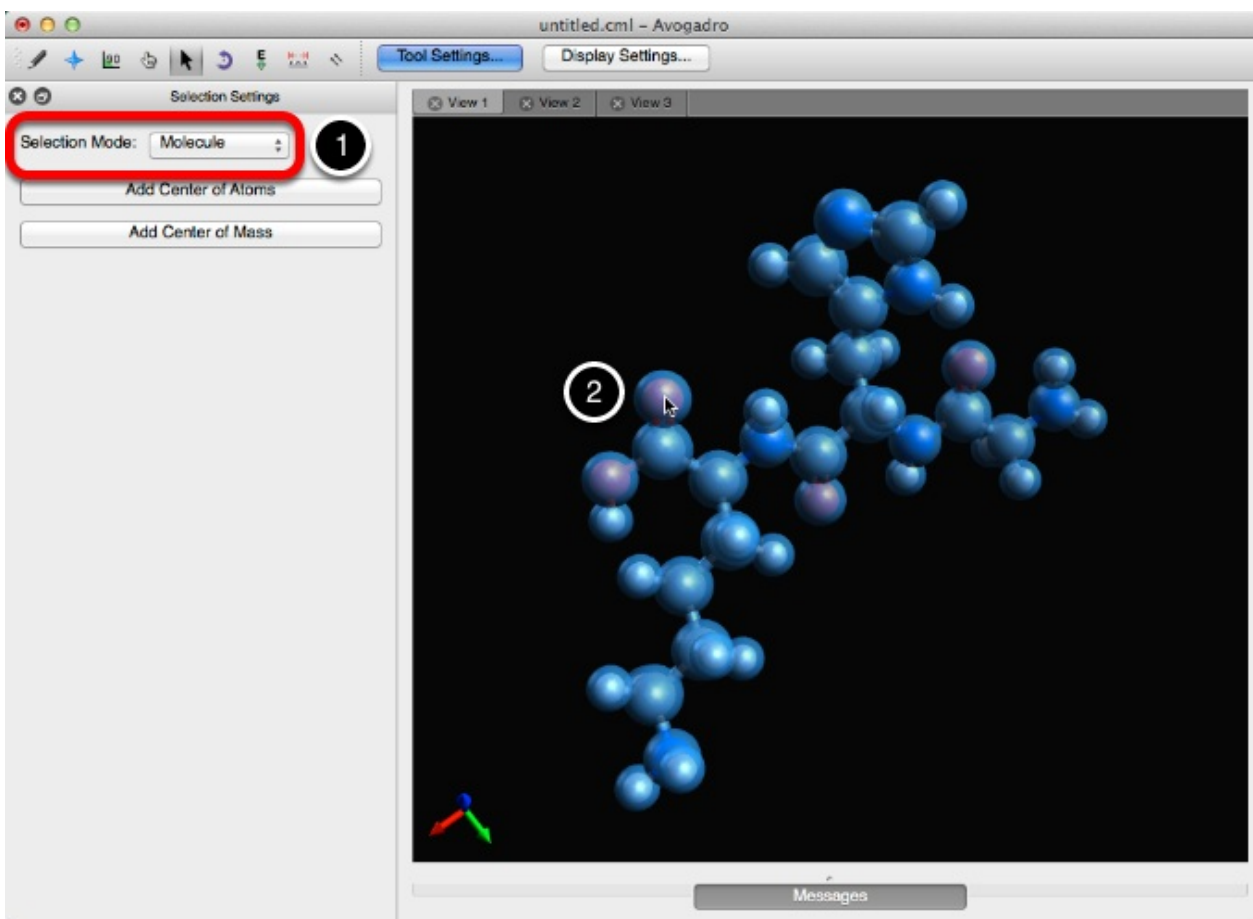 untitled.cml – Avogadro
Tool Settings...
Display Settings...
Selection Settings
View 1
View 2
View 3
Selection Mode: Molecule
1
Add Center of Atoms
Add Center of Mass
2
Messages